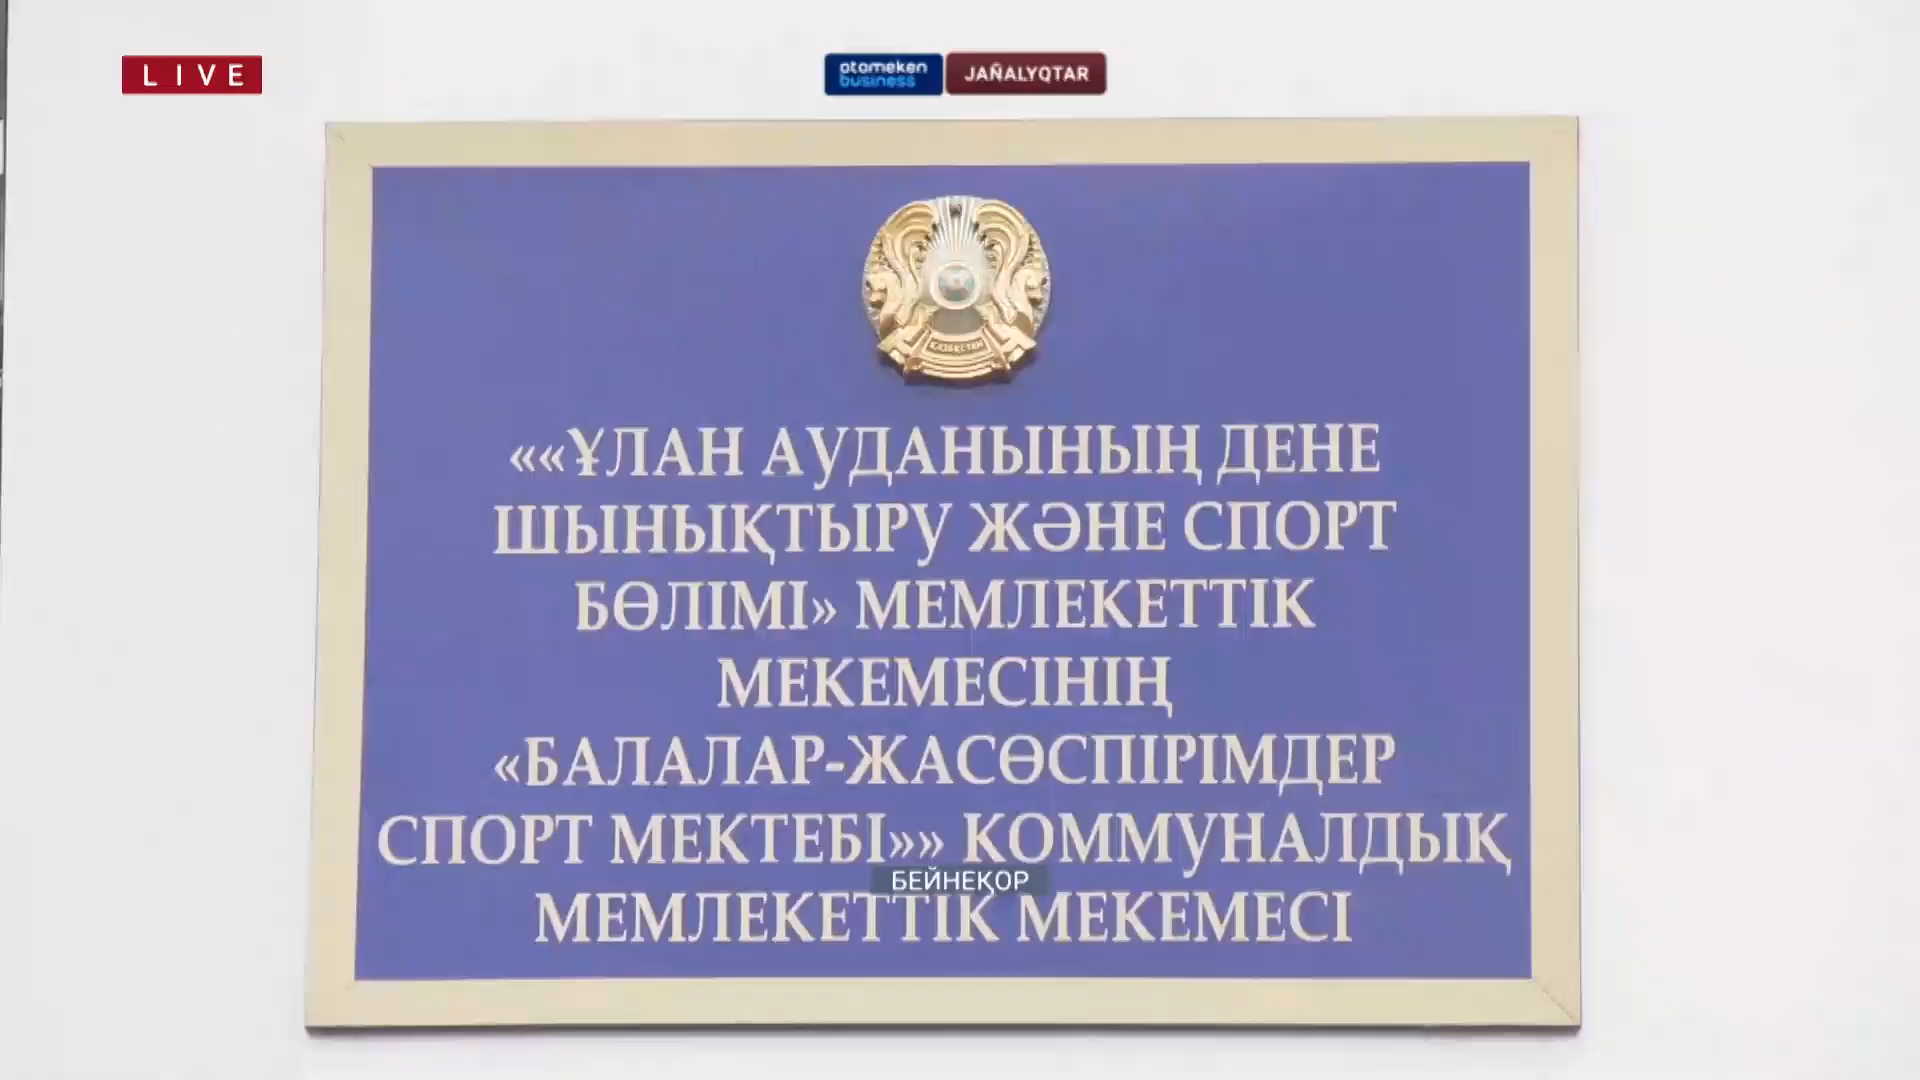 LIVE
atameken
business
JAÑALYQTAR
ҚАЗАҚСТАН
««ҰЛАН АУДАНЫНЫҢ ДЕНЕ
ШЫНЫҚТЫРУ ЖӘНЕ СПОРТ
БӨЛІМІ» МЕМЛЕКЕТТІК
МЕКЕМЕСІНІҢ
«БАЛАЛАР-ЖАСӨСПІРІМДЕР
СПОРТ МЕКТЕБІ»» КОММУНАЛДЫҚ
БЕЙНЕҚОР
МЕМЛЕКЕТТІК МЕКЕМЕСІ